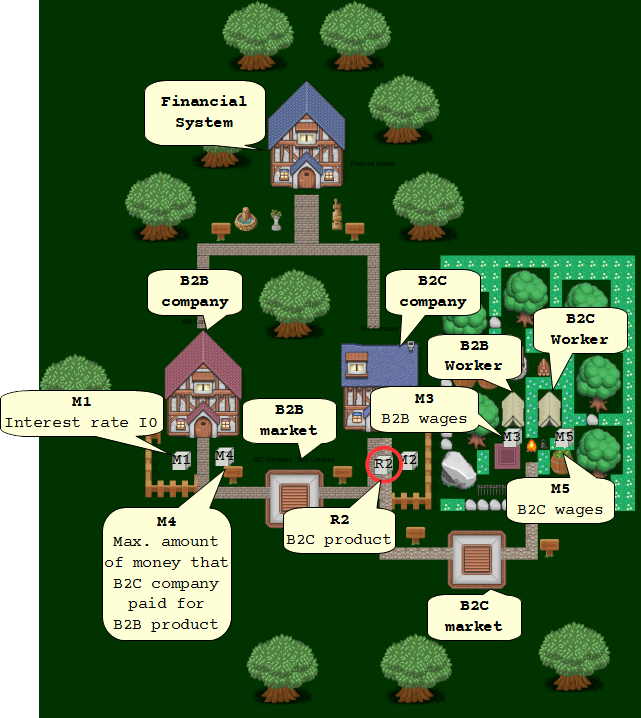 Financial
System
Financial System
B2B
company
B2C
company
B2C
Worker
B2B
Worker
M1
Interest rate I0
B2B
market
M3
B2B wages
M1
M4
R2
M2
M3
M5
M4
Max. amount
of money that
B2C company
paid for
B2B product
R2
B2C product
M5
B2C wages
B2C
market